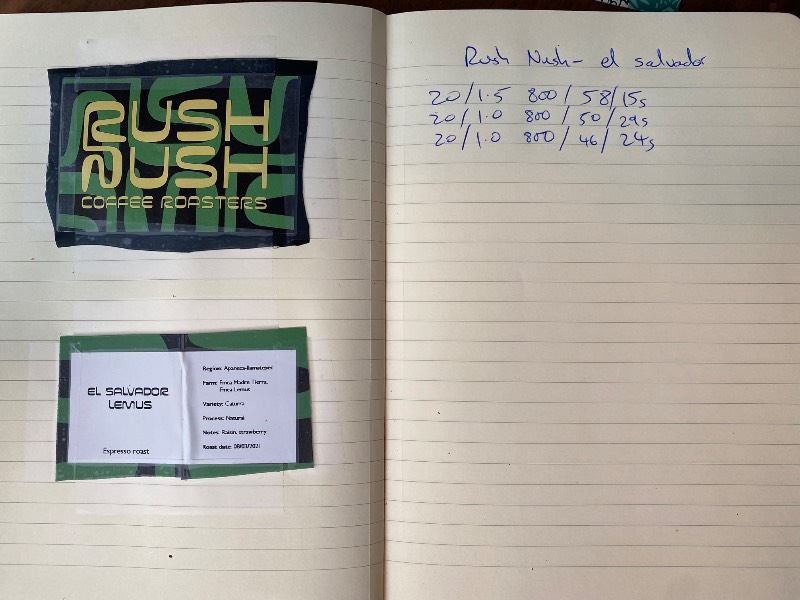 RUSH
NUSH
COFFEE ROASTERS
EL SALVADOR
LEMUS
Espresso roast
Region: Apaneca-Ilamatepec
Farm: Finca Madre Tierra,
Finca Lemus
Variety: Caturra
Process: Natural
Notes: Raisin, strawberry
Roast date: 08/03/2021
Rush Nush- el salvador
20/1.5 800/58/15s
20/1.0 800/50/29s
20/1.0 800/46/24s